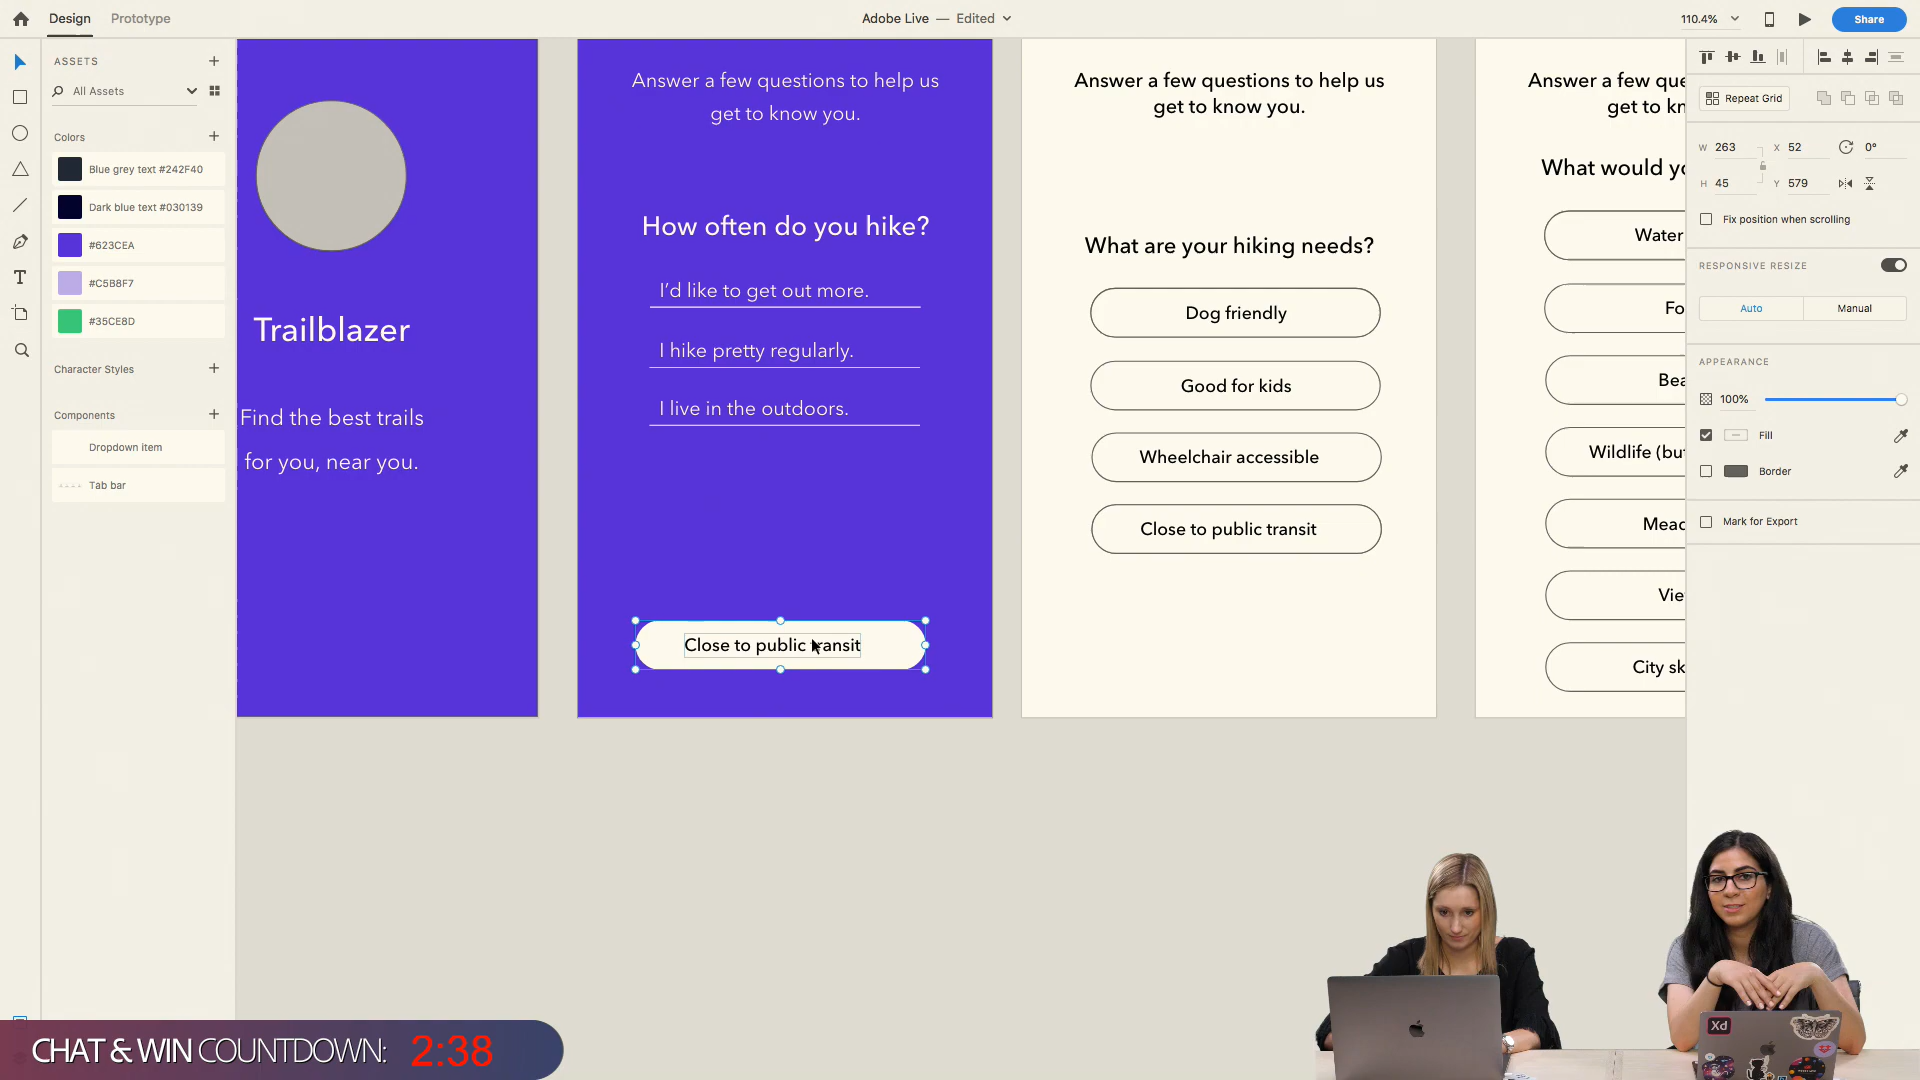 Design Prototype
Adobe Live — Edited
110.4%
Share
ASSETS
All Assets
Colors
Blue grey text #242F40
Dark blue text #030139
#623CEA
#C5B8F7
#35CE8D
Character Styles
Components
Dropdown item
Tab bar
Trailblazer
Find the best trails
for you, near you.
Answer a few questions to help us
get to know you.
How often do you hike?
I'd like to get out more.
I hike pretty regularly.
I live in the outdoors.
Close to public transit
Answer a few questions to help us
get to know you.
What are your hiking needs?
Dog friendly
Good for kids
Wheelchair accessible
Close to public transit
Answer a few que
get to kn
What would yo
Water
Fo
Bea
Wildlife (but
Mead
Vie
City sk
Repeat Grid
W 263 X 52 0°
H 45 Y 579
Fix position when scrolling
RESPONSIVE RESIZE
Auto Manual
APPEARANCE
100%
Fill
Border
Mark for Export
CHAT & WIN COUNTDOWN: 2:38
Xd